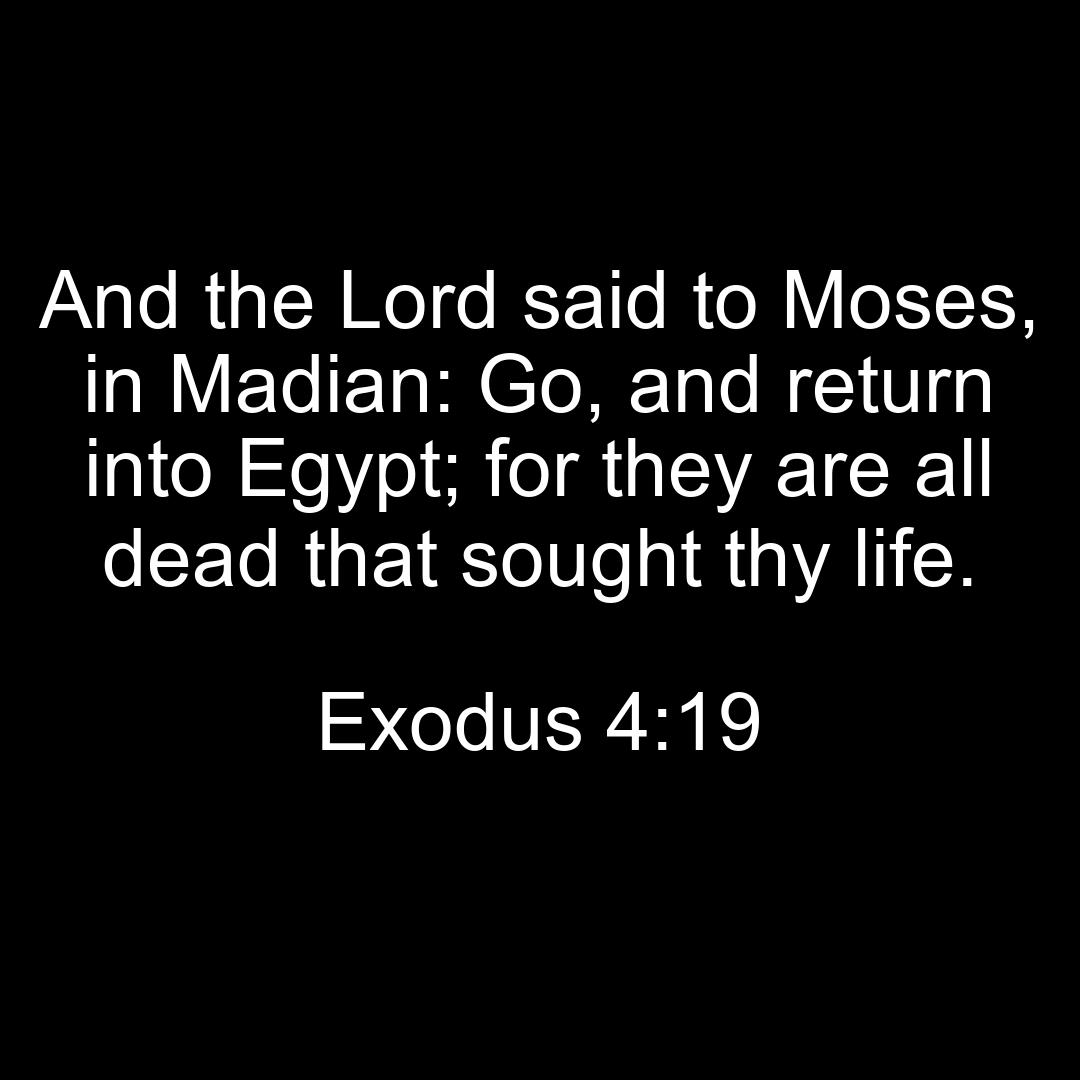 And the Lord said to Moses,
in Madian: Go, and return
into Egypt; for they are all
dead that sought thy life.
Exodus 4:19